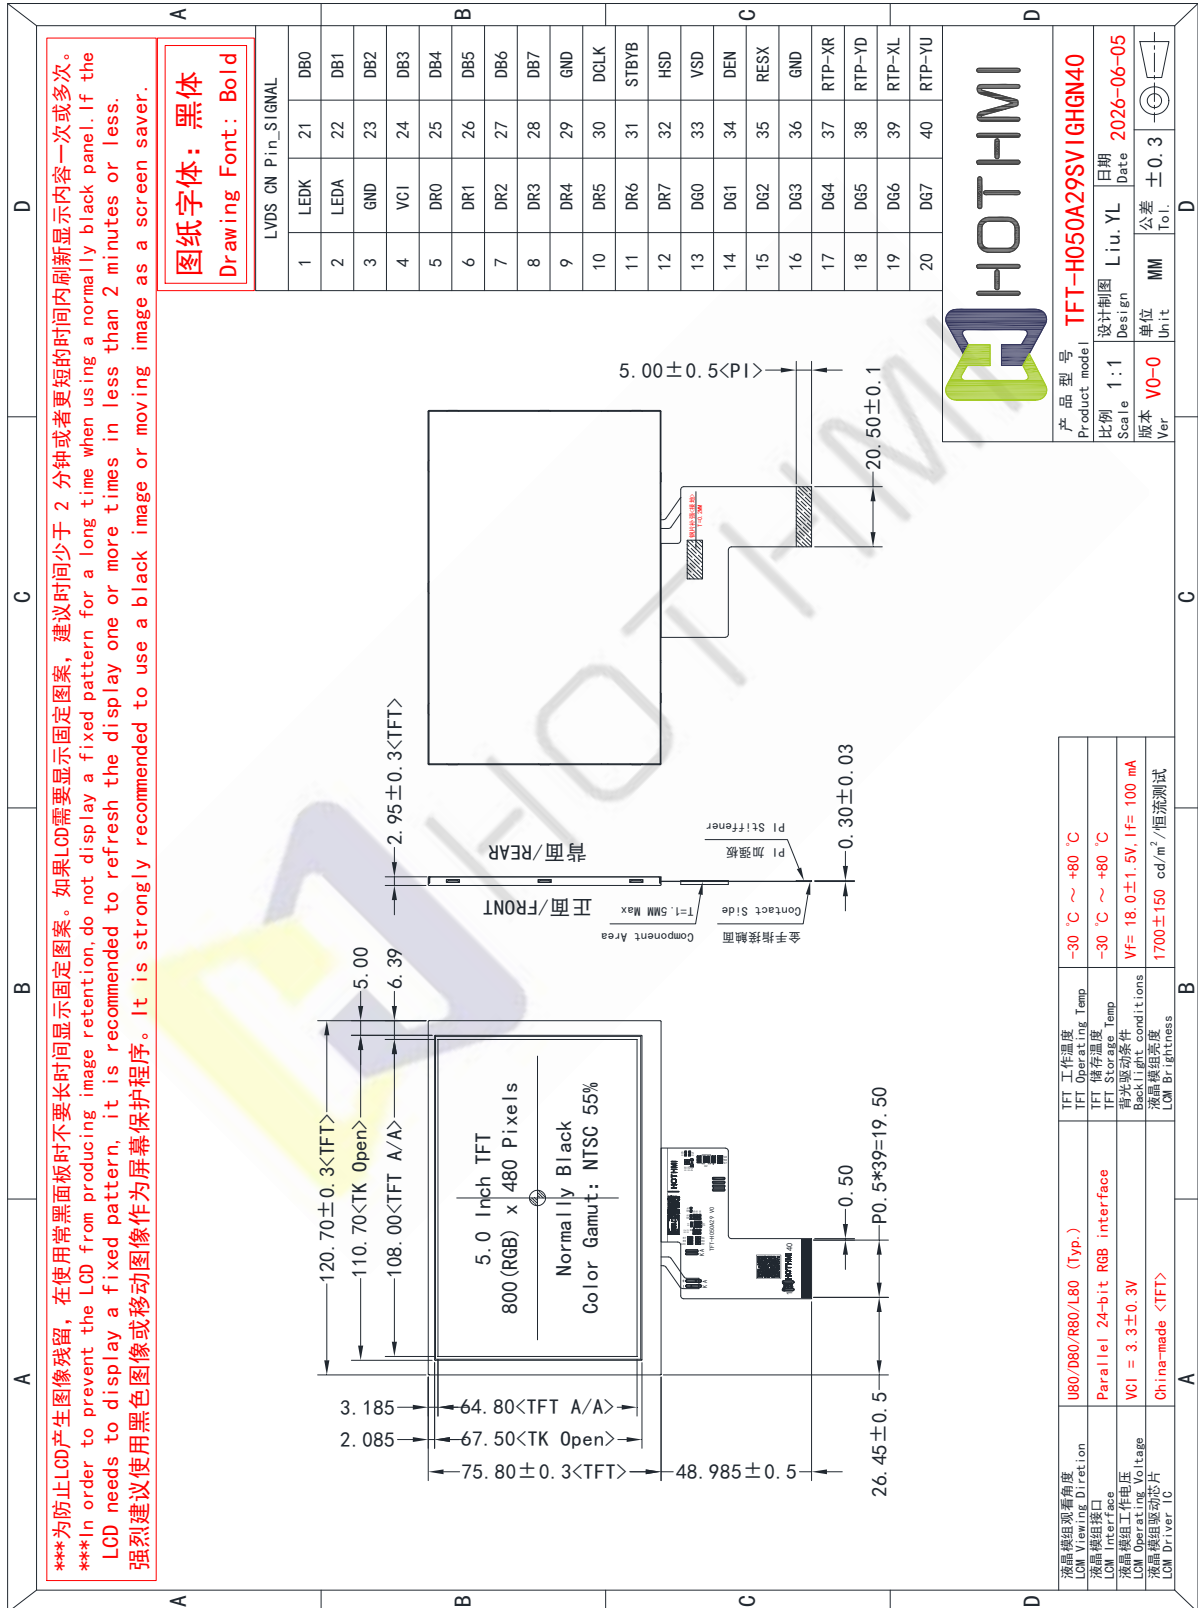 ***为防止LCD产生图像残留，在使用常黑面板时不要长时间显示固定图案。如果LCD需要显示固定图案，建议时间少于 2 分钟或者更短的时间内刷新显示内容一次或多次。
***In order to prevent the LCD from producing image retention,do not display a fixed pattern for a long time when using a normally black panel.If the
LCD needs to display a fixed pattern, it is recommended to refresh the display one or more times in less than 2 minutes or less.
强烈建议使用黑色图像或移动图像作为屏幕保护程序。It is strongly recommended to use a black image or moving image as a screen saver.
图纸字体：黑体
Drawing Font: Bold
LVDS CN Pin_SIGNAL
1 LEDK 21 DB0
2 LEDA 22 DB1
3 GND 23 DB2
4 VCI 24 DB3
5 DR0 25 DB4
6 DR1 26 DB5
7 DR2 27 DB6
8 DR3 28 DB7
9 DR4 29 GND
10 DR5 30 DCLK
11 DR6 31 STBYB
12 DR7 32 HSD
13 DG0 33 VSD
14 DG1 34 DEN
15 DG2 35 RESX
16 DG3 36 GND
17 DG4 37 RTP-XR
18 DG5 38 RTP-YD
19 DG6 39 RTP-XL
20 DG7 40 RTP-YU
120.70±0.3<TFT>
110.70<TK Open>
5.00
108.00<TFT A/A>
6.39
2.95±0.3<TFT>
3.185
64.80<TFT A/A>
2.085
67.50<TK Open>
75.80±0.3<TFT>
48.985±0.5
26.45±0.5
P0.5*39=19.50
0.50
5.0 Inch TFT
800(RGB) x 480 Pixels
Normally Black
Color Gamut: NTSC 55%
HOTHMI
TFT-H050A29 V0
K A
K A
HOTHMI
40
正面/FRONT
背面/REAR
Component Area
T=1.5MM Max
金手指接触面
Contact Side
PI 加强板
PI Stiffener
0.30±0.03
5.00±0.5<PI>
20.50±0.1
HOTHMI
HOTHMI
产 品 型 号
Product model
TFT-H050A29SVIGHGN40
比例
Scale
1:1
设计制图
Design
Liu.YL
日期
Date
2026-06-05
版本
Ver
V0-0
单位
Unit
MM
公差
Tol.
±0.3
液晶模组观看角度
LCM Viewing Diretion
U80/D80/R80/L80 (Typ.)
TFT 工作温度
TFT Operating Temp
-30 ℃ ～ +80 ℃
液晶模组接口
LCM Interface
Parallel 24-bit RGB interface
TFT 储存温度
TFT Storage Temp
-30 ℃ ～ +80 ℃
液晶模组工作电压
LCM Operating Voltage
VCI = 3.3±0.3V
背光驱动条件
Backlight conditions
Vf= 18.0±1.5V,If= 100 mA
液晶模组驱动芯片
LCM Driver IC
China-made <TFT>
液晶模组亮度
LCM Brightness
1700±150 cd/m²/恒流测试
A
B
C
D
A
B
C
D
A
B
C
D
A
B
C
D